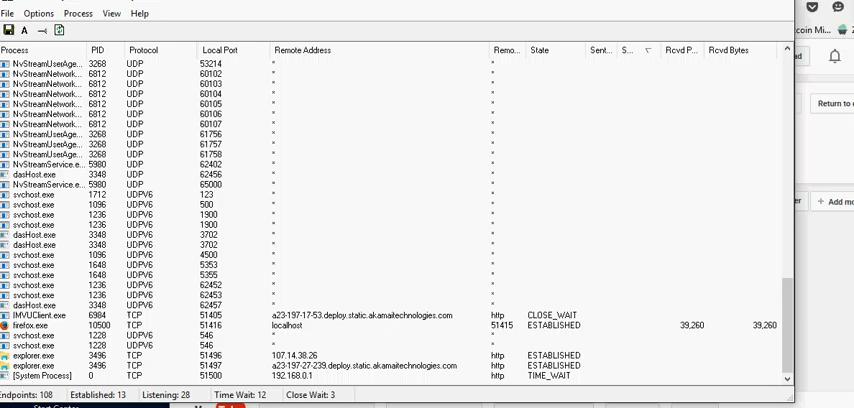 File Options Process View Help
A
Process PID Protocol Local Port Remote Address Remo... State Sent... S... Rcvd P... Rcvd Bytes
NvStreamUserAge... 3268 UDP 53214 * *
NvStreamNetwork... 6812 UDP 60102 * *
NvStreamNetwork... 6812 UDP 60103 * *
NvStreamNetwork... 6812 UDP 60104 * *
NvStreamNetwork... 6812 UDP 60105 * *
NvStreamNetwork... 6812 UDP 60106 * *
NvStreamNetwork... 6812 UDP 60107 * *
NvStreamUserAge... 3268 UDP 61756 * *
NvStreamUserAge... 3268 UDP 61757 * *
NvStreamUserAge... 3268 UDP 61758 * *
NvStreamService.e... 5980 UDP 62402 * *
dasHost.exe 3348 UDP 62456 * *
NvStreamService.e... 5980 UDP 65000 * *
svchost.exe 1712 UDPV6 123 * *
svchost.exe 1096 UDPV6 500 * *
svchost.exe 1236 UDPV6 1900 * *
svchost.exe 1236 UDPV6 1900 * *
dasHost.exe 3348 UDPV6 3702 * *
dasHost.exe 3348 UDPV6 3702 * *
svchost.exe 1096 UDPV6 4500 * *
svchost.exe 1648 UDPV6 5353 * *
svchost.exe 1648 UDPV6 5355 * *
svchost.exe 1236 UDPV6 62452 * *
svchost.exe 1236 UDPV6 62453 * *
dasHost.exe 3348 UDPV6 62457 * *
IMVUClient.exe 6984 TCP 51405 a23-197-17-53.deploy.static.akamaitechnologies.com http CLOSE_WAIT
firefox.exe 10500 TCP 51416 localhost 51415 ESTABLISHED 39,260 39,260
svchost.exe 1228 UDPV6 546 * *
svchost.exe 1228 UDPV6 546 * *
explorer.exe 3496 TCP 51496 107.14.38.26 http ESTABLISHED
explorer.exe 3496 TCP 51497 a23-197-27-239.deploy.static.akamaitechnologies.com http ESTABLISHED
[System Process] 0 TCP 51500 192.168.0.1 http TIME_WAIT
Endpoints: 108 Established: 13 Listening: 28 Time Wait: 12 Close Wait: 3
coin Mi...
Return to
+ Add mo
Start Center